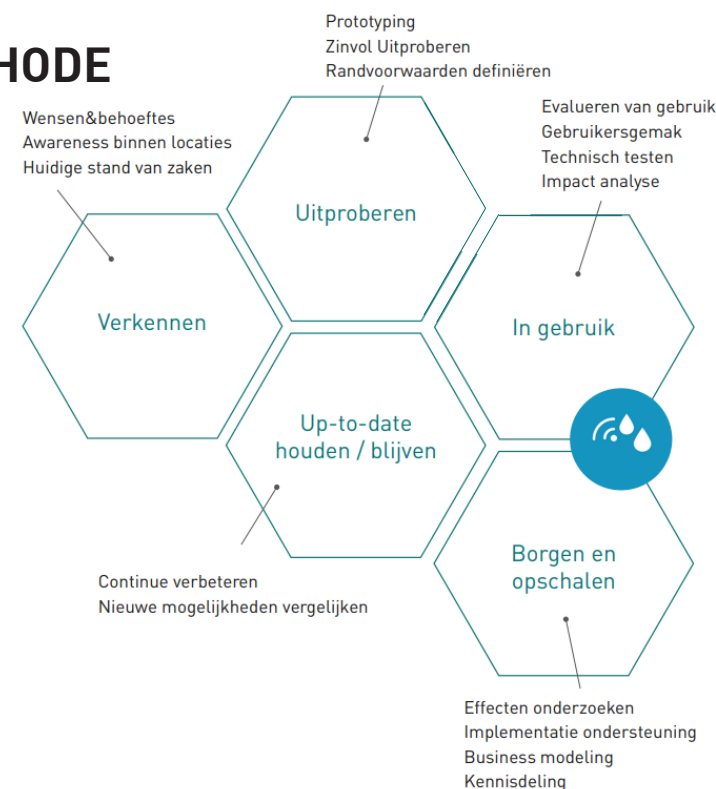 HODE
Prototyping
Zinvol Uitproberen
Randvoorwaarden definiëren
Wensen&behoeftes
Awareness binnen locaties
Huidige stand van zaken
Evalueren van gebruik
Gebruikersgemak
Technisch testen
Impact analyse
Uitproberen
Verkennen
In gebruik
Up-to-date
houden / blijven
Borgen en
opschalen
Continue verbeteren
Nieuwe mogelijkheden vergelijken
Effecten onderzoeken
Implementatie ondersteuning
Business modeling
Kennisdeling